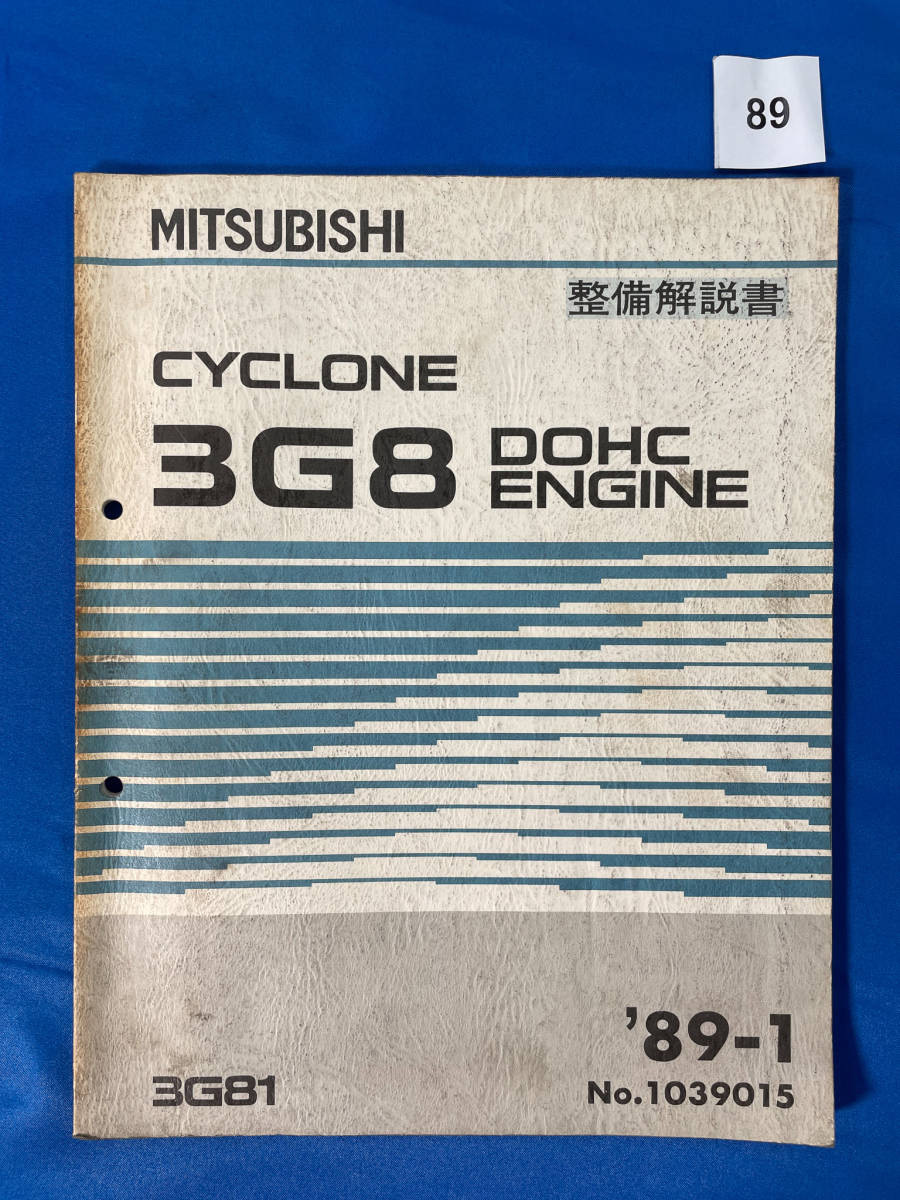 89
MITSUBISHI
整備解説書
CYCLONE
3G8 DOHC
ENGINE
'89-1
3G81
No.1039015